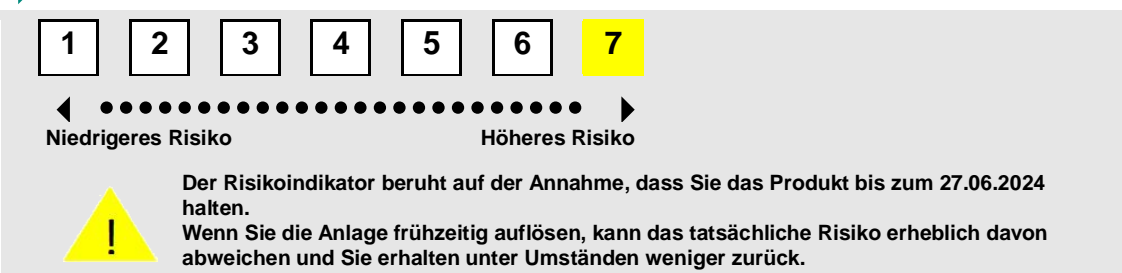 1 2 3 4 5 6 7
Niedrigeres Risiko Höheres Risiko
Der Risikoindikator beruht auf der Annahme, dass Sie das Produkt bis zum 27.06.2024
halten.
Wenn Sie die Anlage frühzeitig auflösen, kann das tatsächliche Risiko erheblich davon
abweichen und Sie erhalten unter Umständen weniger zurück.
!